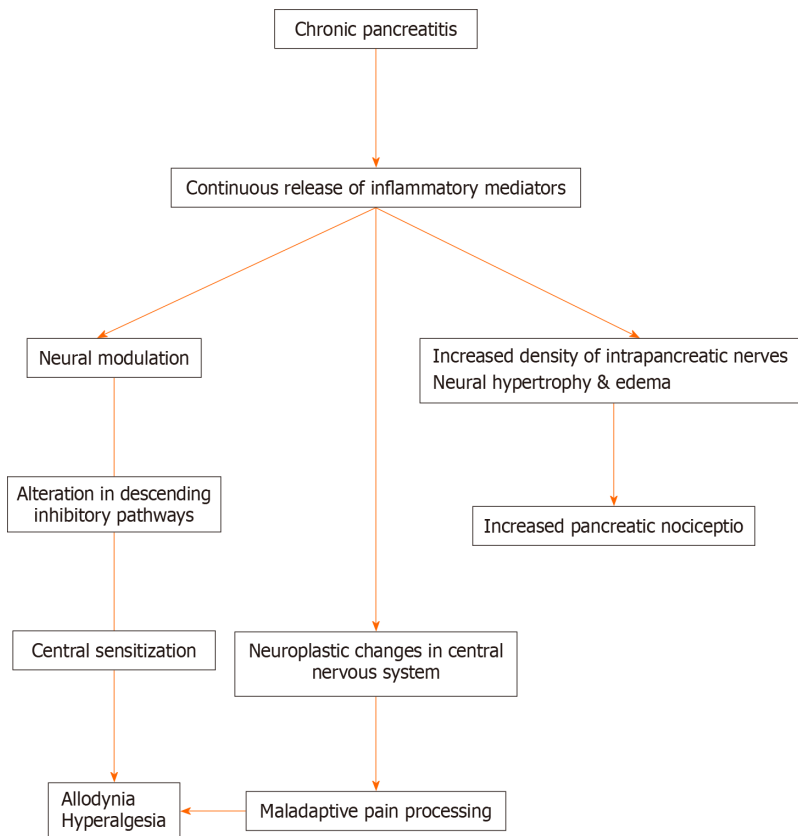 Chronic pancreatitis
Continuous release of inflammatory mediators
Neural modulation
Increased density of intrapancreatic nerves
Neural hypertrophy & edema
Alteration in descending
inhibitory pathways
Increased pancreatic nociceptio
Central sensitization
Neuroplastic changes in central
nervous system
Allodynia
Hyperalgesia
Maladaptive pain processing